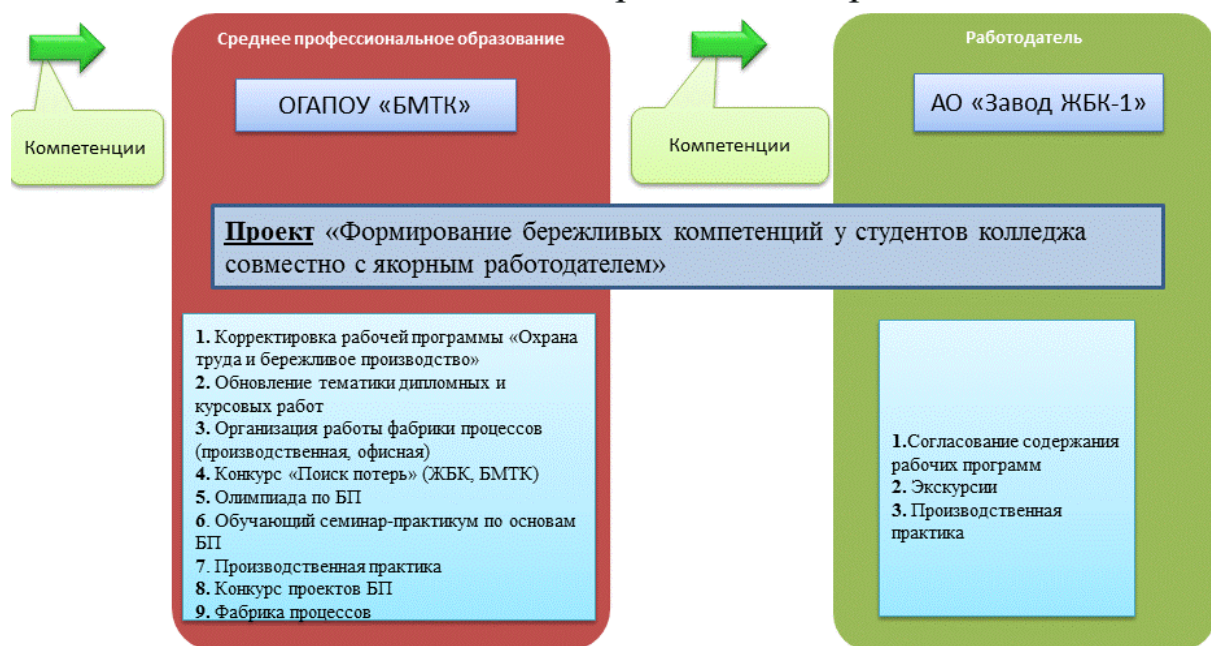 Среднее профессиональное образование
Работодатель
ОГАПОУ «БМТК»
АО «Завод ЖБК-1»
Компетенции
Компетенции
Проект «Формирование бережливых компетенций у студентов колледжа
совместно с якорным работодателем»
1. Корректировка рабочей программы «Охрана
труда и бережливое производство»
2. Обновление тематики дипломных и
курсовых работ
3. Организация работы фабрики процессов
(производственная, офисная)
4. Конкурс «Поиск потерь» (ЖБК, БМТК)
5. Олимпиада по БП
6. Обучающий семинар-практикум по основам
БП
7. Производственная практика
8. Конкурс проектов БП
9. Фабрика процессов
1.Согласование содержания
рабочих программ
2. Экскурсии
3. Производственная
практика